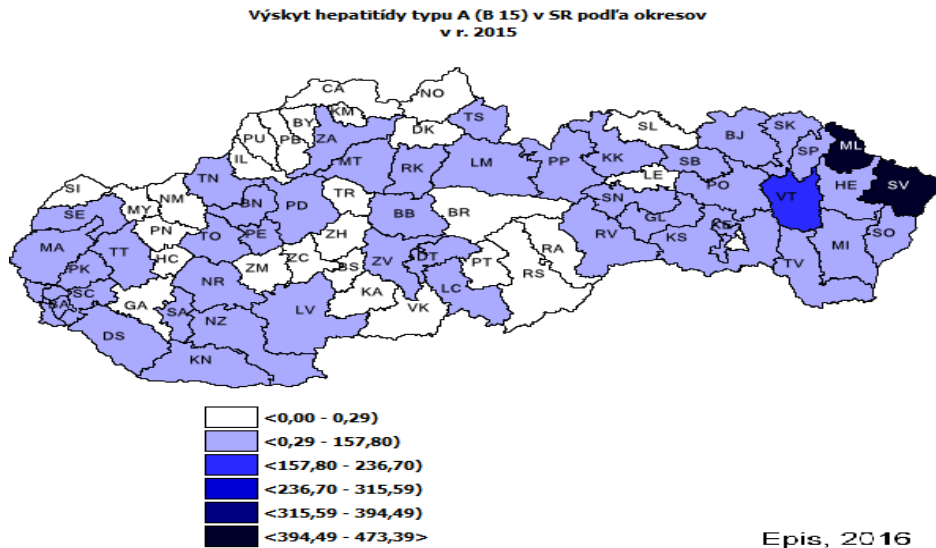 Výskyt hepatitídy typu A (B 15) v SR podľa okresov
v r. 2015
CA
NO
KM
BY
PU
PB
ZA
DK
TS
SL
BJ
SK
IL
MT
RK
LM
PP
KK
SB
SP
ML
TN
LE
HE
SV
SI
NM
BN
PD
TR
SN
PO
VT
SE
MY
BB
BR
PN
TO
PE
ZH
GL
KE
SO
MA
TT
HC
ZM
ZC
BS
ZV
DT
PT
RA
RV
KS
MI
PK
NR
RS
TV
SC
BA
GA
SA
NZ
LV
KA
LC
VK
DS
KN
<0,00 - 0,29)
<0,29 - 157,80)
<157,80 - 236,70)
<236,70 - 315,59)
<315,59 - 394,49)
<394,49 - 473,39>
Epis, 2016